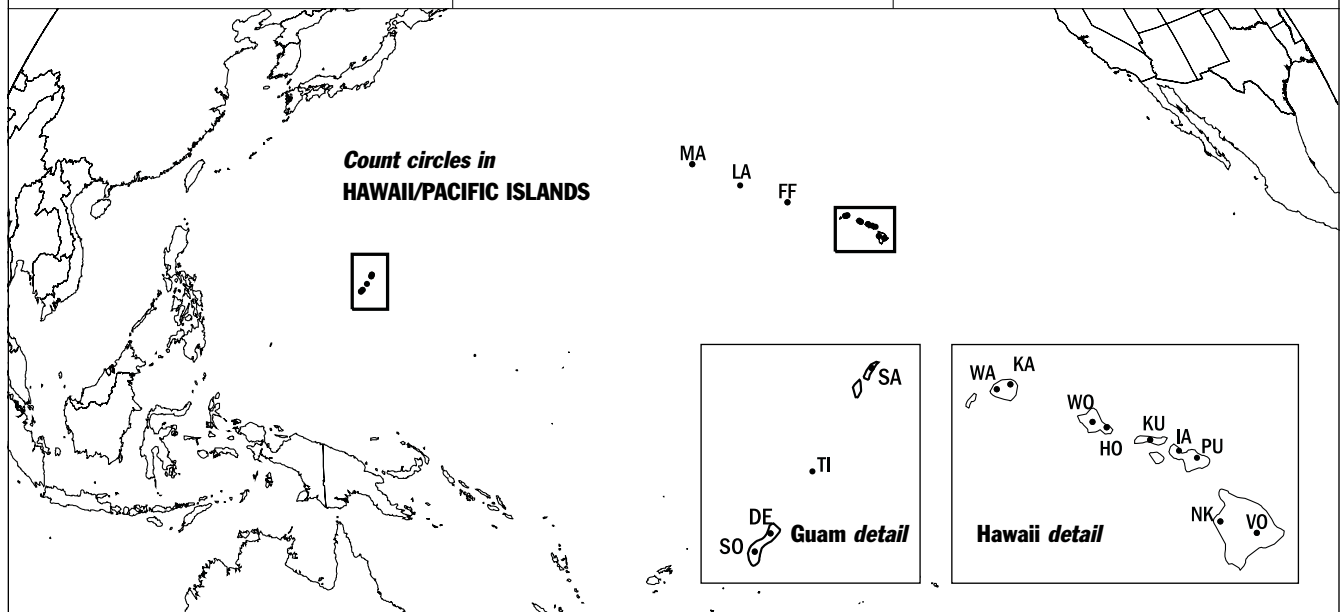 Count circles in
HAWAII/PACIFIC ISLANDS
MA
LA
FF
SA
TI
DE
SO
Guam detail
WA
KA
WO
HO
KU
IA
PU
NK
VO
Hawaii detail